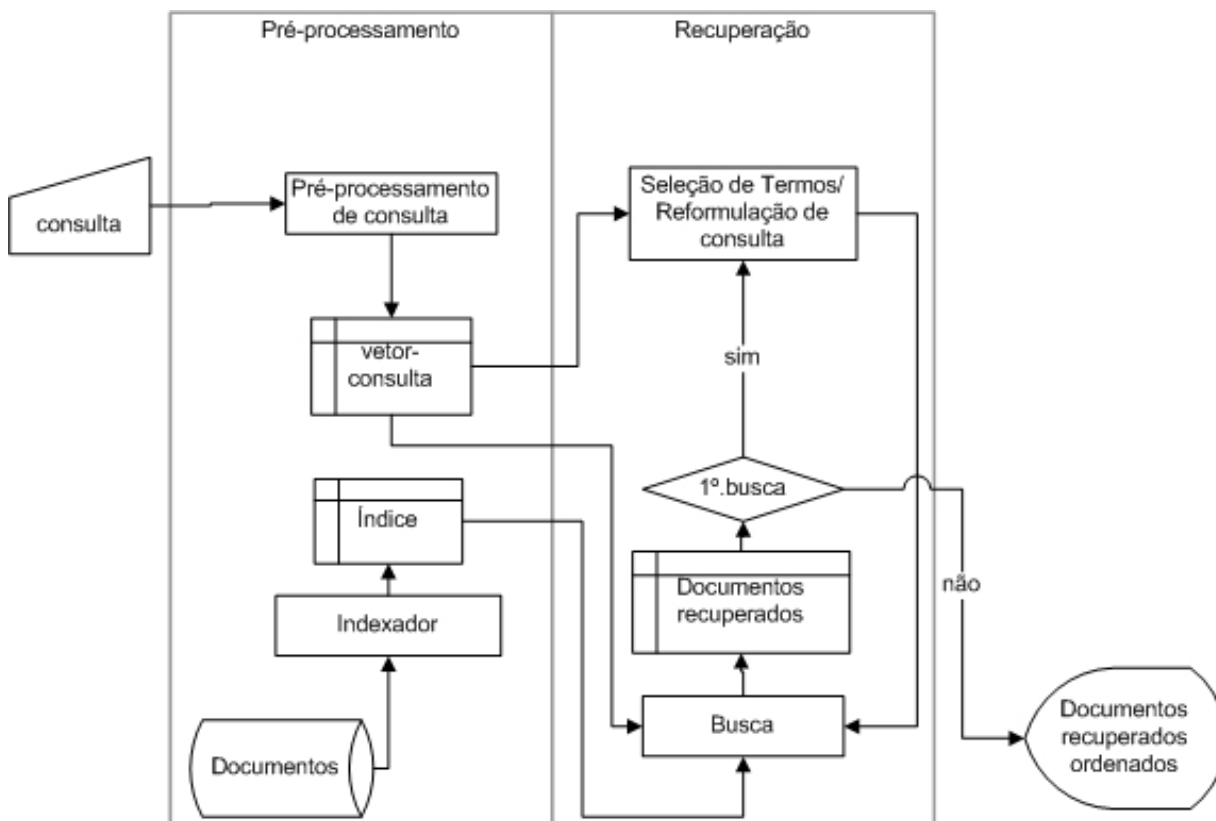 Pré-processamento
Recuperação
consulta
Pré-processamento
de consulta
Seleção de Termos/
Reformulação de
consulta
vetor-
consulta
sim
1º.busca
Índice
não
Documentos
recuperados
Indexador
Busca
Documentos
Documentos
recuperados
ordenados